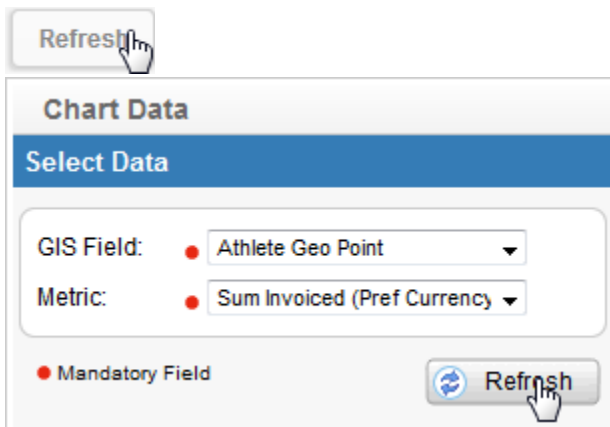 Refresh
Chart Data
Select Data
GIS Field: Athlete Geo Point
Metric: Sum Invoiced (Pref Currency
Mandatory Field Refresh